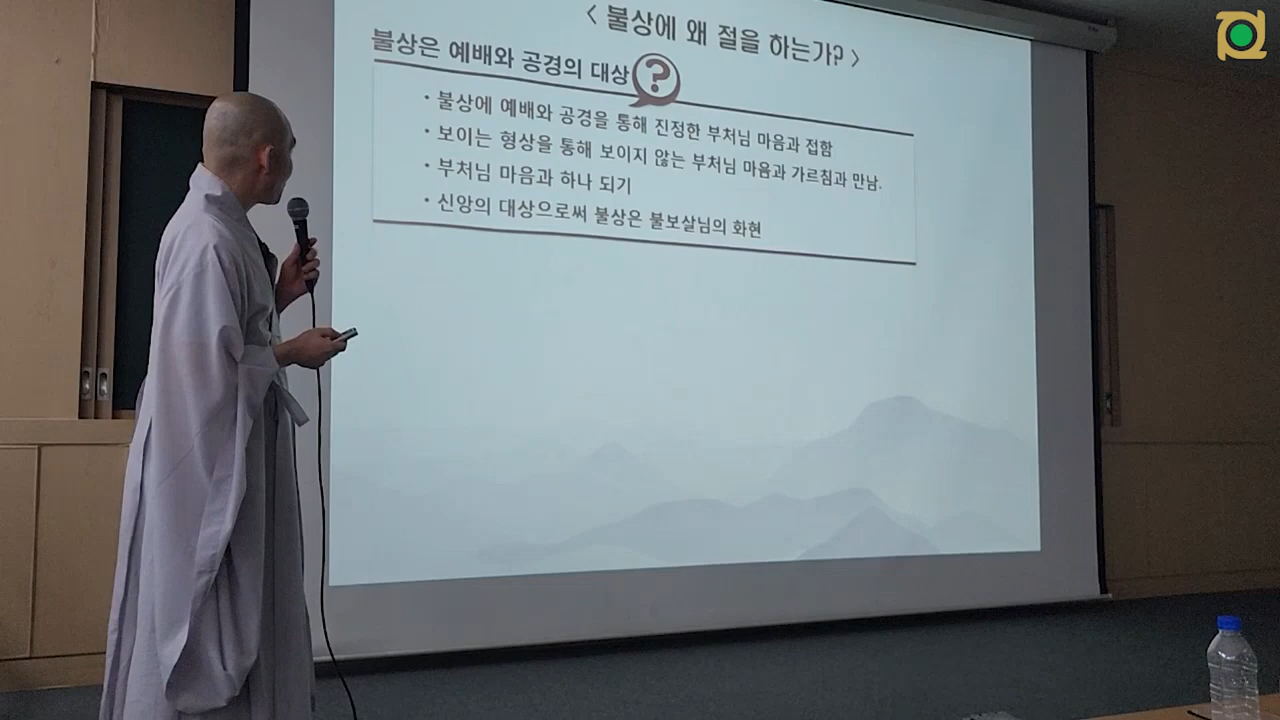 < 불상에 왜 절을 하는가? >
불상은 예배와 공경의 대상?
• 불상에 예배와 공경을 통해 진정한 부처님 마음과 접함
• 보이는 형상을 통해 보이지 않는 부처님 마음과 가르침과 만남.
• 부처님 마음과 하나 되기
• 신앙의 대상으로써 불상은 불보살님의 화현